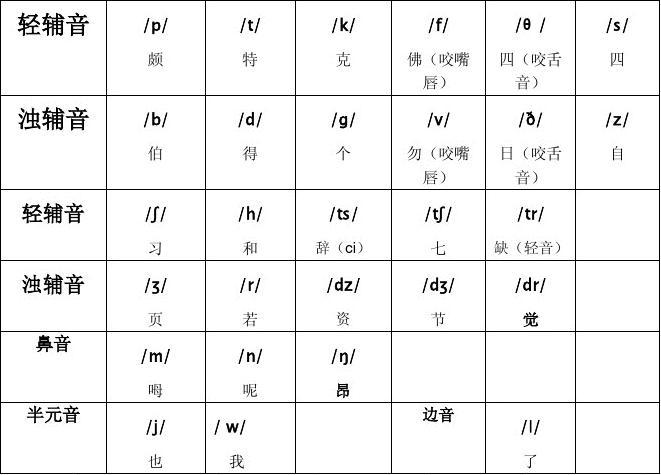 轻辅音 /p/ /t/ /k/ /f/ /θ / /s/
颇 特 克 佛（咬嘴唇） 四（咬舌音） 四
浊辅音 /b/ /d/ /g/ /v/ /ð/ /z/
伯 得 个 勿（咬嘴唇） 日（咬舌音） 自
轻辅音 /ʃ/ /h/ /ts/ /tʃ/ /tr/
习 和 辞（ci） 七 缺（轻音）
浊辅音 /ʒ/ /r/ /dz/ /dʒ/ /dr/
页 若 资 节 觉
鼻音 /m/ /n/ /ŋ/
呣 呢 昂
半元音 /j/ / w/ 边音 /l/
也 我 了